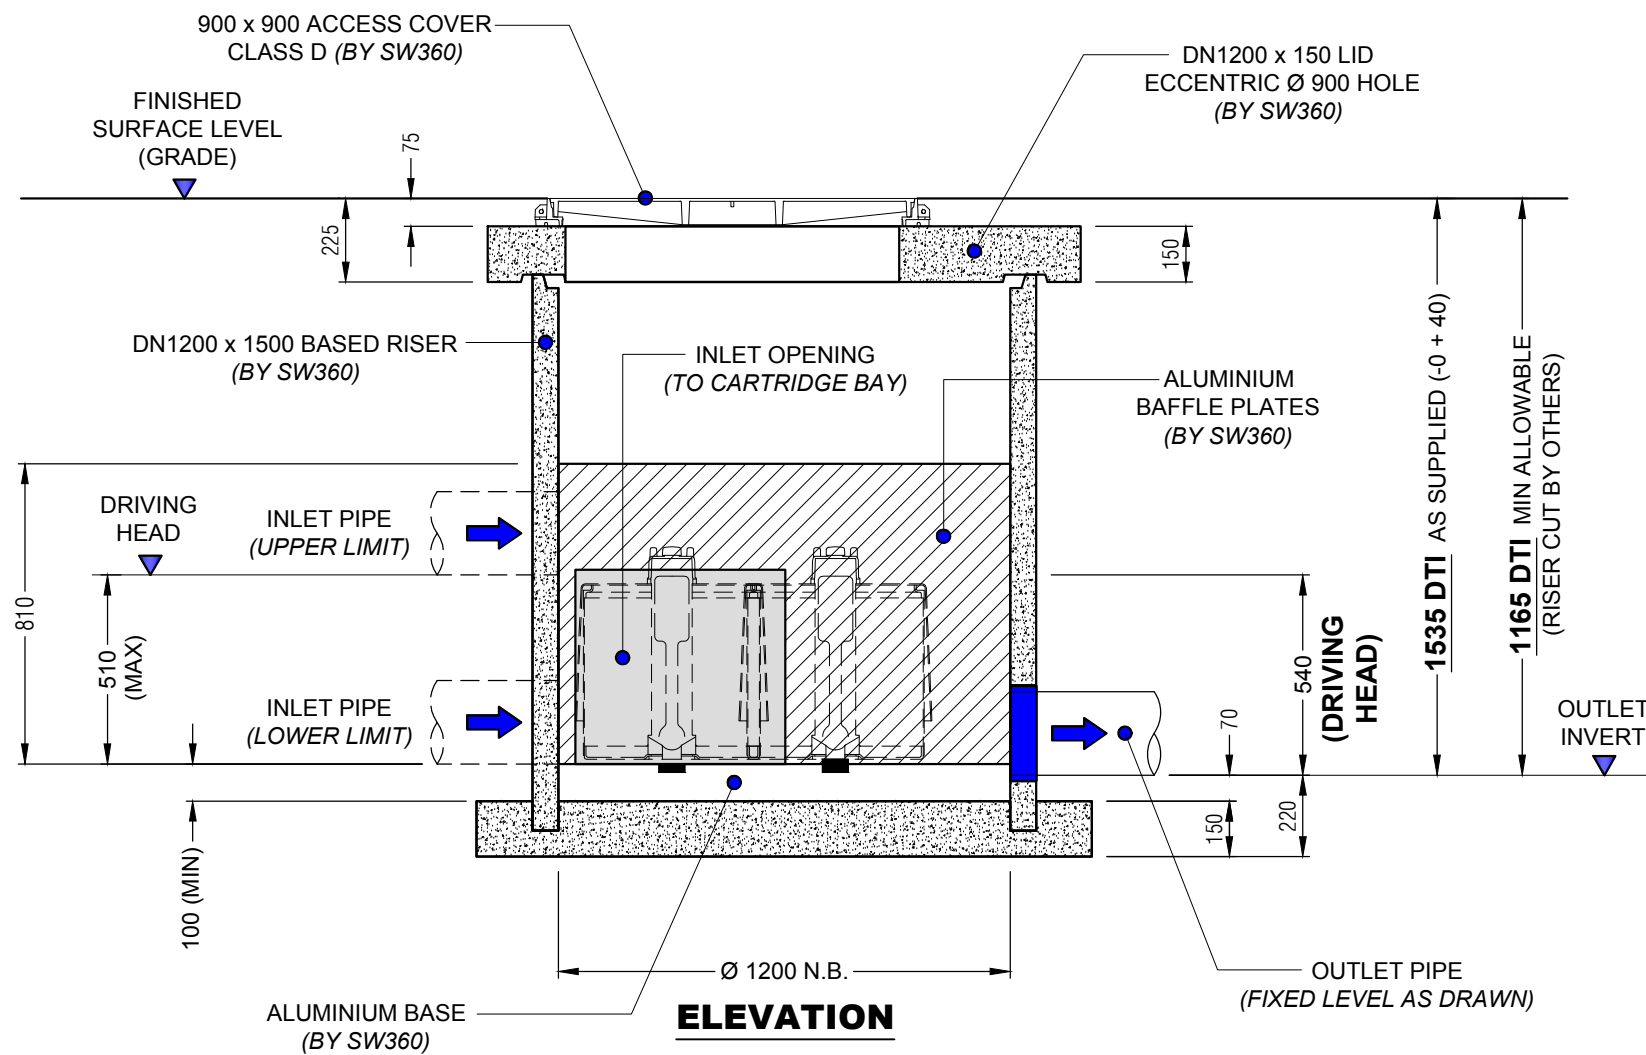 900 x 900 ACCESS COVER
CLASS D (BY SW360)
DN1200 x 150 LID
ECCENTRIC Ø 900 HOLE
(BY SW360)
FINISHED
SURFACE LEVEL
(GRADE)
75
225
150
DN1200 x 1500 BASED RISER
(BY SW360)
INLET OPENING
(TO CARTRIDGE BAY)
ALUMINIUM
BAFFLE PLATES
(BY SW360)
1535 DTI AS SUPPLIED (-0 + 40)
1165 DTI MIN ALLOWABLE
(RISER CUT BY OTHERS)
DRIVING
HEAD
INLET PIPE
(UPPER LIMIT)
810
510
(MAX)
INLET PIPE
(LOWER LIMIT)
540
(DRIVING
HEAD)
70
OUTLET
INVERT
100 (MIN)
150
220
Ø 1200 N.B.
OUTLET PIPE
(FIXED LEVEL AS DRAWN)
ALUMINIUM BASE
(BY SW360)
ELEVATION